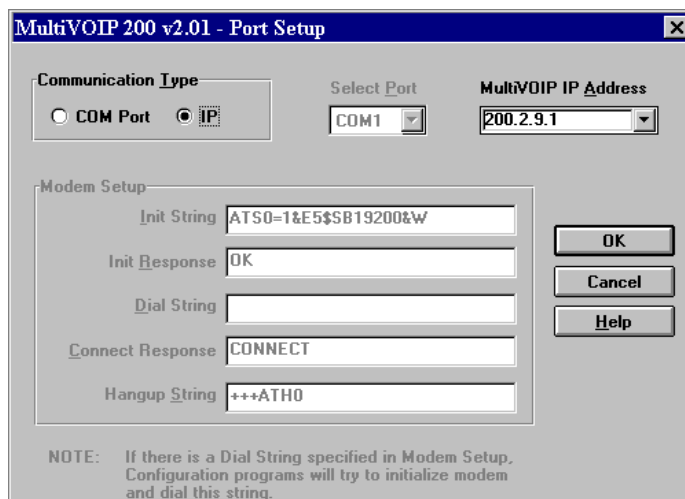 MultiVOIP 200 v2.01 - Port Setup
Communication Type
COM Port
IP
Select Port
COM1
MultiVOIP IP Address
200.2.9.1
Modem Setup
Init String
ATS0=1&E5$SB19200&W
Init Response
OK
Dial String
Connect Response
CONNECT
Hangup String
+++ATH0
OK
Cancel
Help
NOTE: If there is a Dial String specified in Modem Setup,
Configuration programs will try to initialize modem
and dial this string.